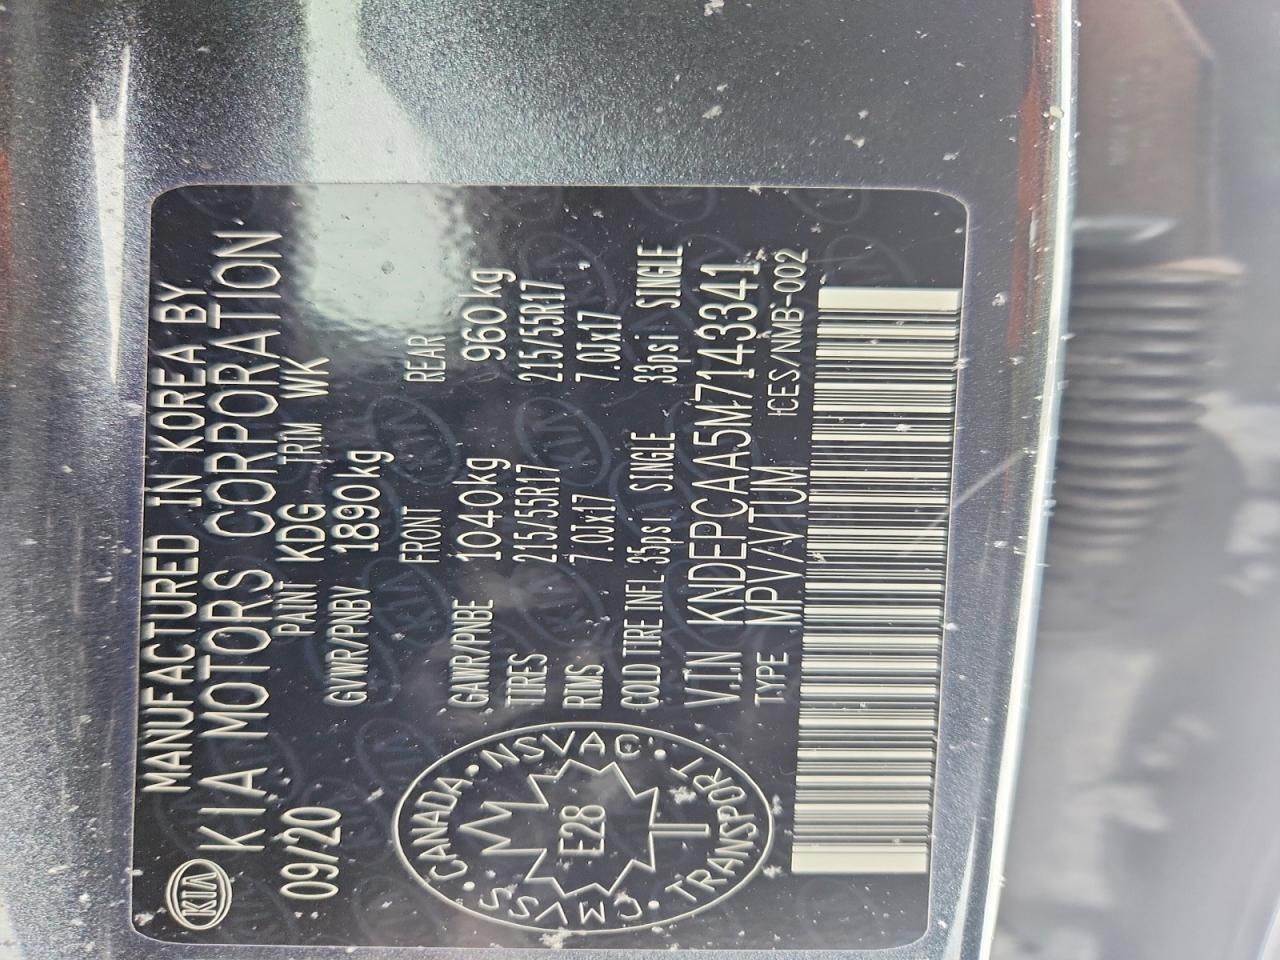 KIA
MANUFACTURED IN KOREA BY
KIA MOTORS CORPORATION
09/20 PAINT KDG TRIM WK
GVWR/PNBV 1890kg
FRONT REAR
GAWR/PNBE 1040kg 960kg
TIRES 215/55R17 215/55R17
RIMS 7.0Jx17 7.0Jx17
COLD TIRE INFL 35psi SINGLE 33psi SINGLE
V.I.N KNDEPCAA5M7143341
TYPE MPV/VTUM ICES/NMB-002
CANADA · NSVAC · TRANSPORT · CMVSS ·
E28